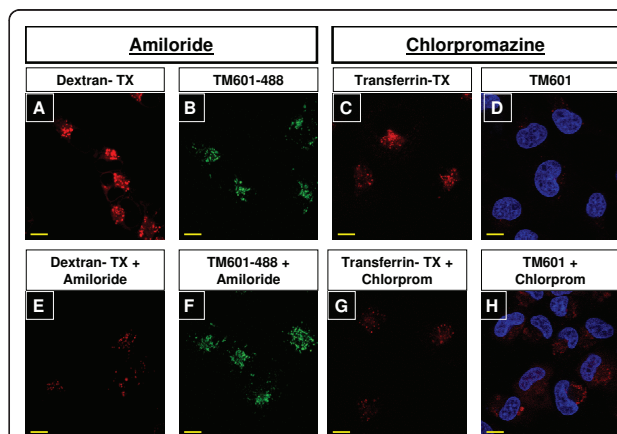 Amiloride
Chlorpromazine
Dextran- TX
TM601-488
Transferrin-TX
TM601
A
B
C
D
Dextran- TX +
Amiloride
TM601-488 +
Amiloride
Transferrin- TX +
Chlorprom
TM601 +
Chlorprom
E
F
G
H